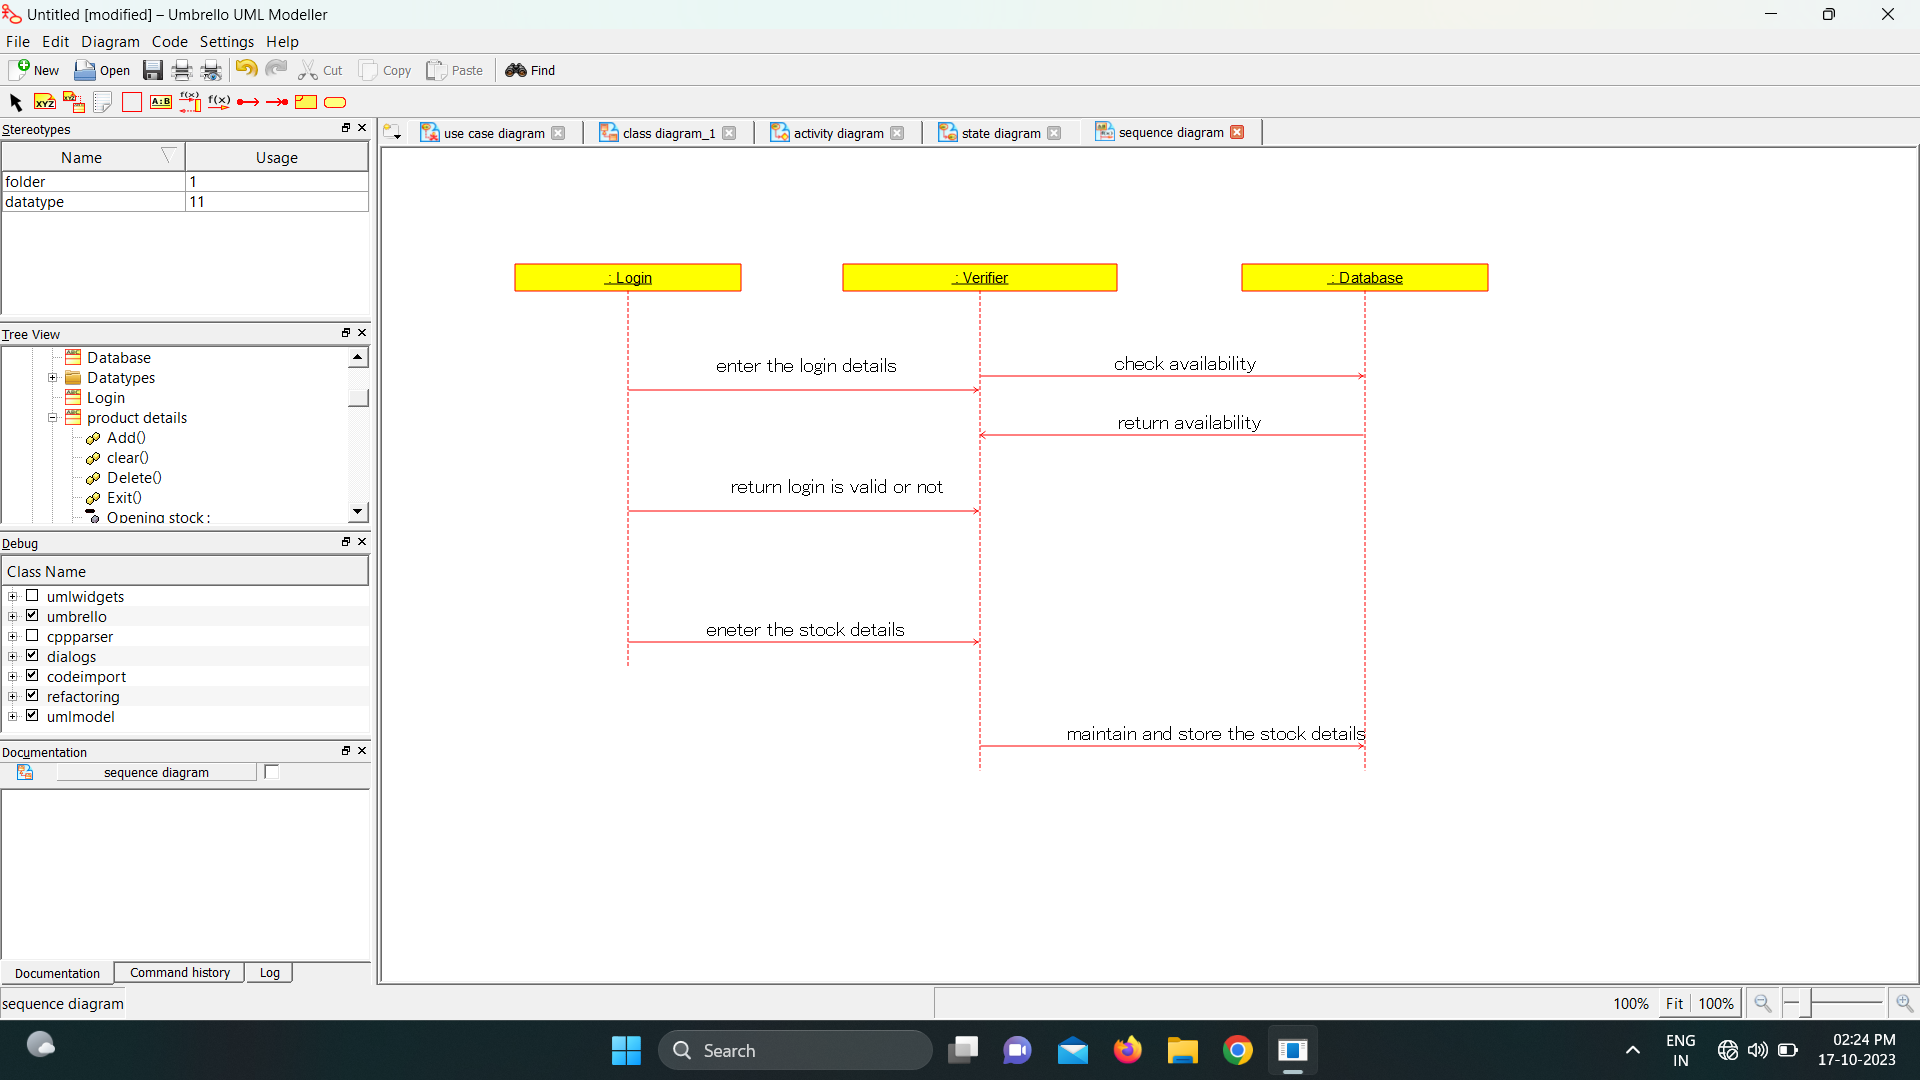 Untitled [modified] – Umbrello UML Modeller
File Edit Diagram Code Settings Help
New Open Cut Copy Paste Find
XYZ A:B f(x) f(x)
Stereotypes
Name Usage
folder 1
datatype 11
Tree View
Database
Datatypes
Login
product details
Add()
clear()
Delete()
Exit()
Opening stock :
Debug
Class Name
umlwidgets
umbrello
cppparser
dialogs
codeimport
refactoring
umlmodel
Documentation
sequence diagram
Documentation Command history Log
use case diagram class diagram_1 activity diagram state diagram sequence diagram
: Login : Verifier : Database
enter the login details
check availability
return availability
return login is valid or not
eneter the stock details
maintain and store the stock details
sequence diagram
100% Fit 100%
Search
ENG
IN
02:24 PM
17-10-2023